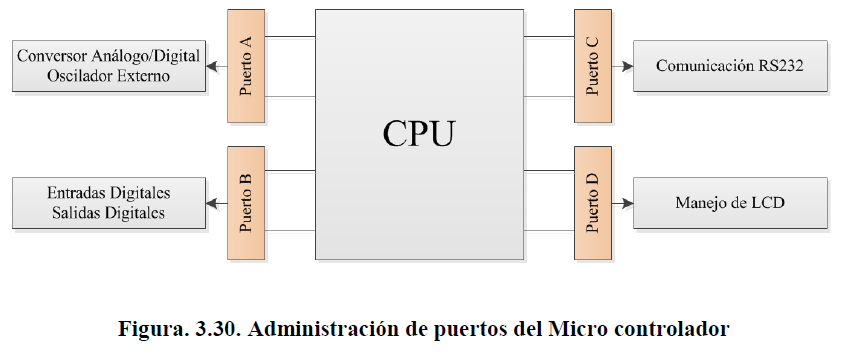 Conversor Análogo/Digital
Oscilador Externo
Puerto A
CPU
Puerto C
Comunicación RS232
Entradas Digitales
Salidas Digitales
Puerto B
Puerto D
Manejo de LCD
Figura. 3.30. Administración de puertos del Micro controlador